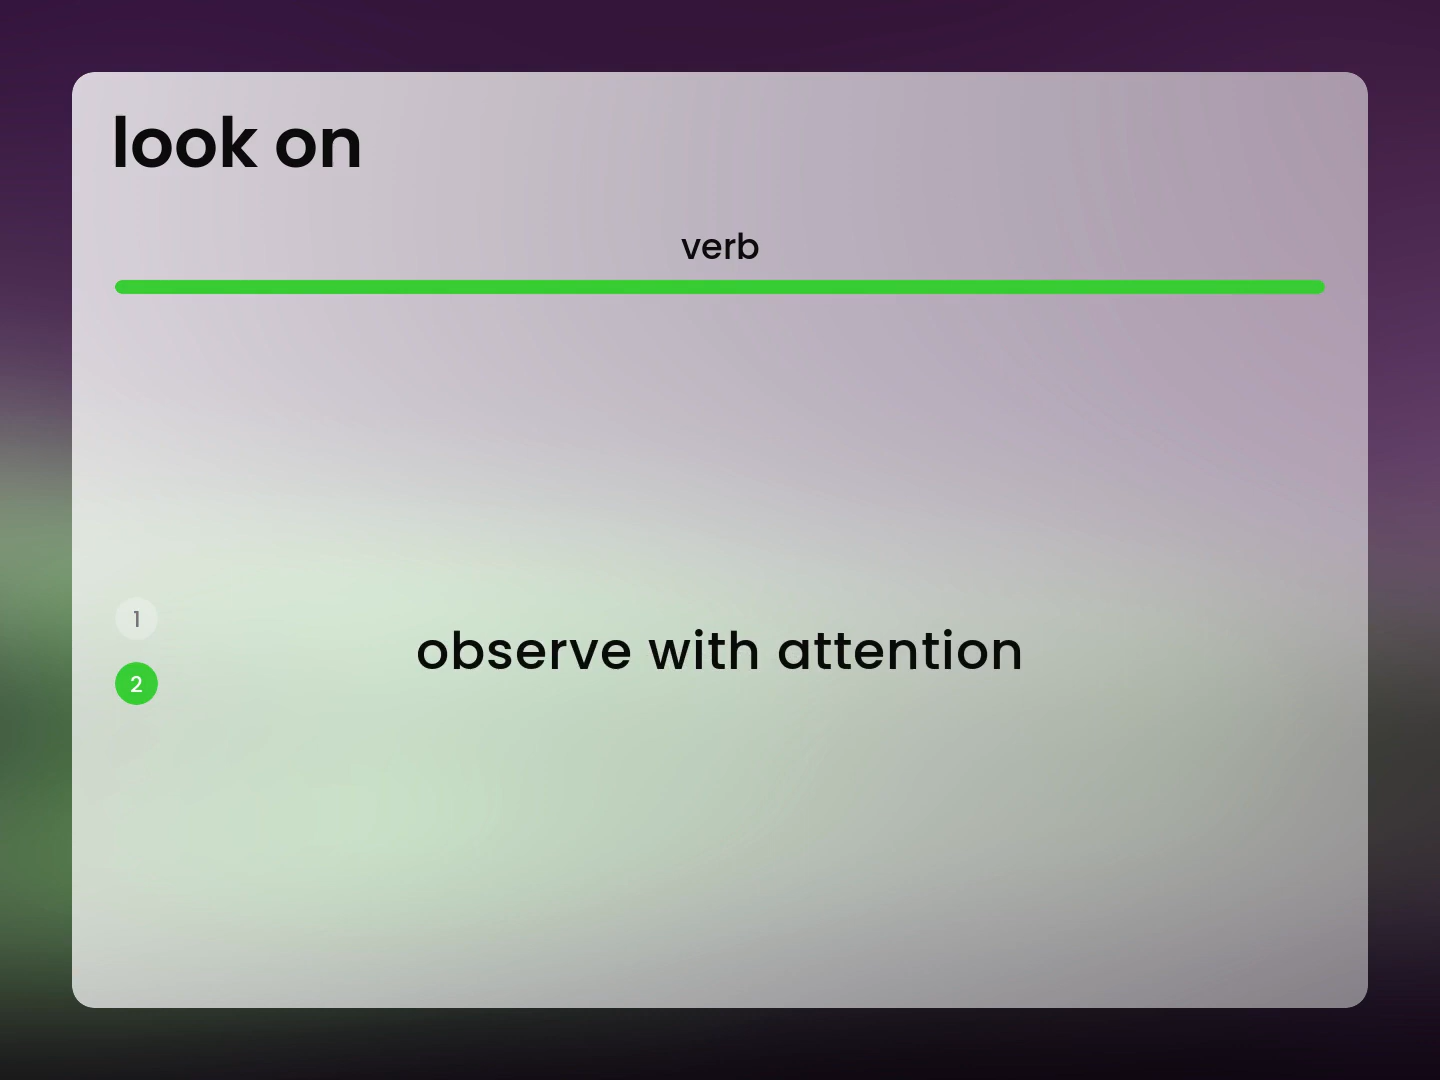 look on
verb
1
observe with attention
2